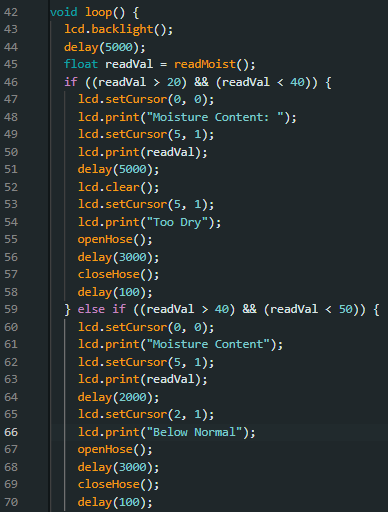 42 void loop() {
43 lcd.backlight();
44 delay(5000);
45 float readVal = readMoist();
46 if ((readVal > 20) && (readVal < 40)) {
47 lcd.setCursor(0, 0);
48 lcd.print("Moisture Content: ");
49 lcd.setCursor(5, 1);
50 lcd.print(readVal);
51 delay(5000);
52 lcd.clear();
53 lcd.setCursor(5, 1);
54 lcd.print("Too Dry");
55 openHose();
56 delay(3000);
57 closeHose();
58 delay(100);
59 } else if ((readVal > 40) && (readVal < 50)) {
60 lcd.setCursor(0, 0);
61 lcd.print("Moisture Content");
62 lcd.setCursor(5, 1);
63 lcd.print(readVal);
64 delay(2000);
65 lcd.setCursor(2, 1);
66 lcd.print("Below Normal");
67 openHose();
68 delay(3000);
69 closeHose();
70 delay(100);